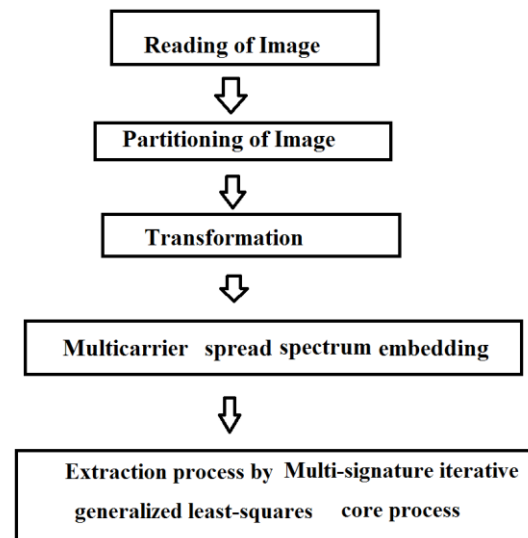 Reading of Image
Partitioning of Image
Transformation
Multicarrier spread spectrum embedding
Extraction process by Multi-signature iterative
generalized least-squares core process